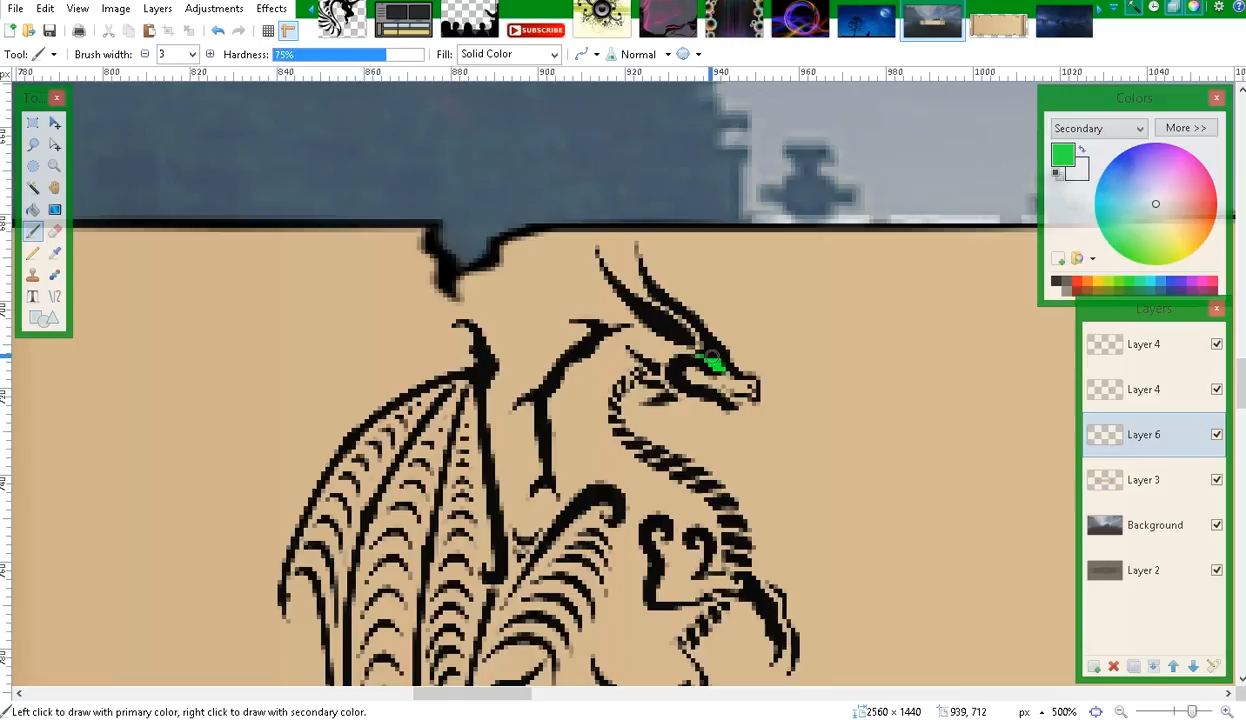 File Edit View Image Layers Adjustments Effects
SUBSCRIBE
Tool: Brush width: 3 Hardness: 75% Fill: Solid Color Normal
px 780 800 820 840 860 880 900 920 940 960 980 1000 1020 1040
To... x
Colors x
Secondary More >>
Layers x
Layer 4
Layer 4
Layer 6
Layer 3
Background
Layer 2
Left click to draw with primary color, right click to draw with secondary color. 2560 × 1440 939, 712 px 500%